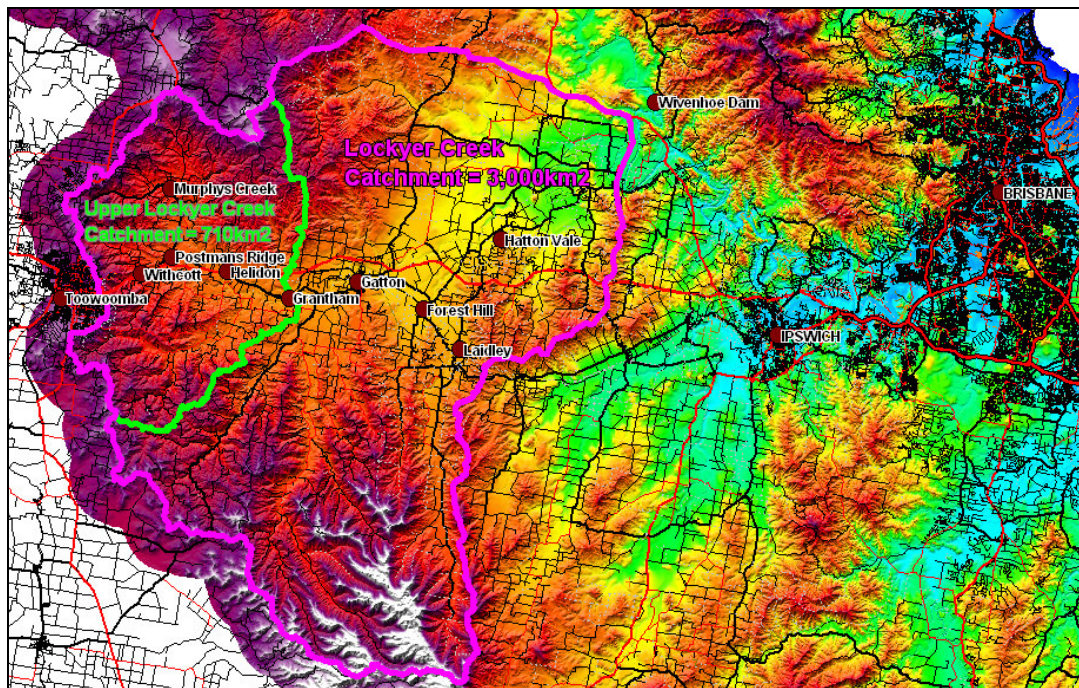 Wivenhoe Dam
Lockyer Creek
Catchment = 3,000km2
Murphys Creek
BRISBANE
Upper Lockyer Creek
Catchment = 710km2
Hatton Vale
Postmans Ridge
Withcott
Helidon
Gatton
Toowoomba
Grantham
Forest Hill
IPSWICH
Laidley